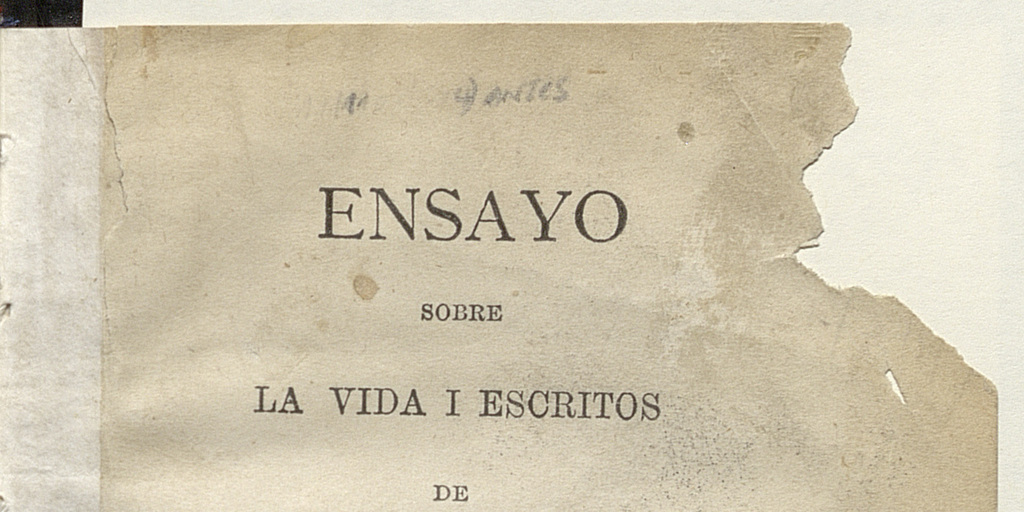 ENSAYO
SOBRE
LA VIDA I ESCRITOS
DE